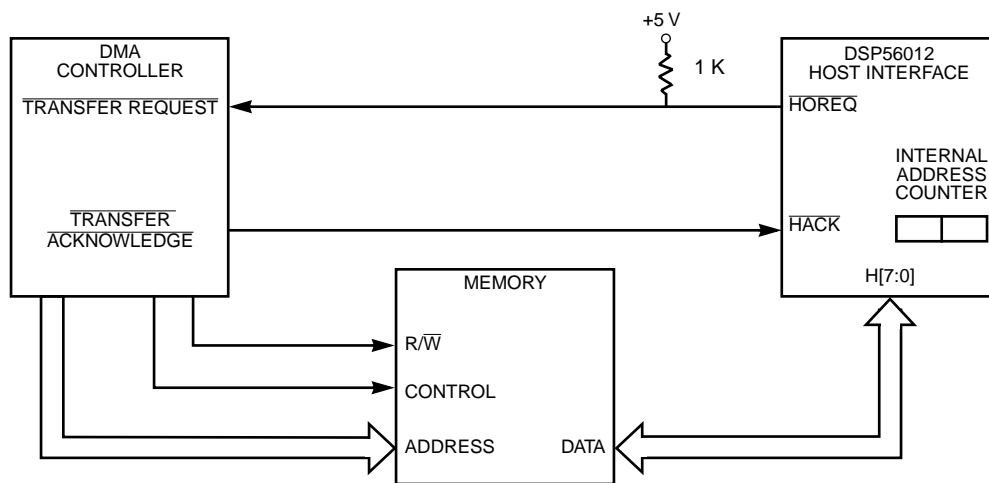 DMA
CONTROLLER
TRANSFER REQUEST
TRANSFER
ACKNOWLEDGE
+5 V
1 K
DSP56012
HOST INTERFACE
HOREQ
INTERNAL
ADDRESS
COUNTER
HACK
H[7:0]
MEMORY
R/W
CONTROL
ADDRESS
DATA